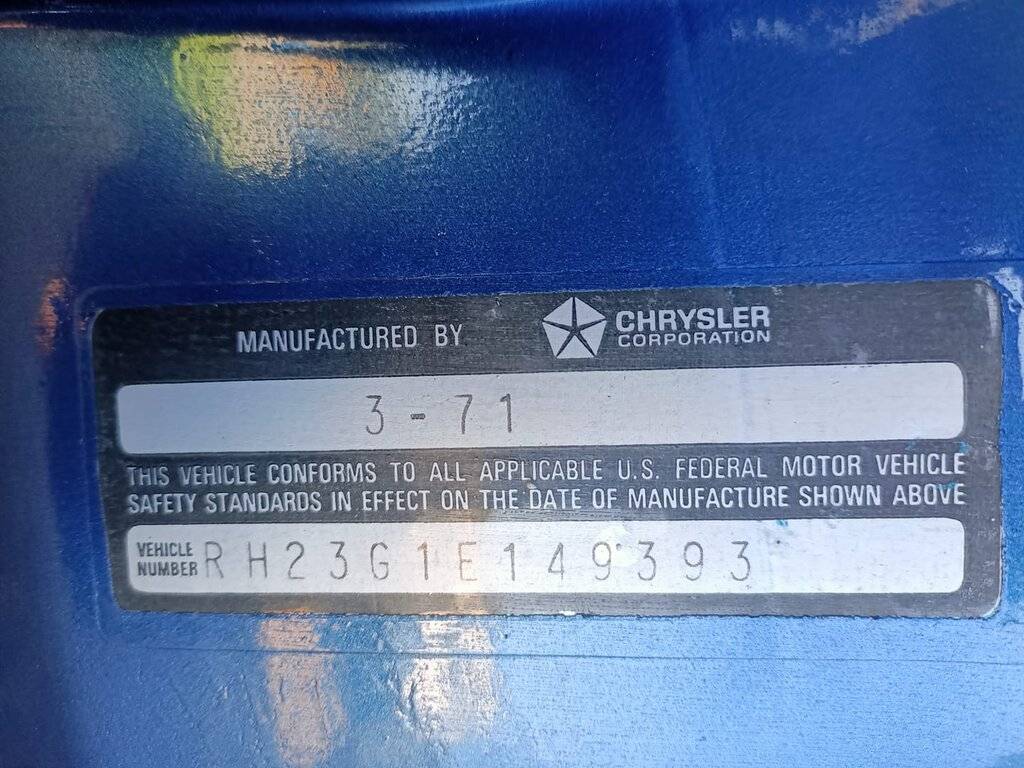 MANUFACTURED BY CHRYSLER CORPORATION
3-71
THIS VEHICLE CONFORMS TO ALL APPLICABLE U.S. FEDERAL MOTOR VEHICLE
SAFETY STANDARDS IN EFFECT ON THE DATE OF MANUFACTURE SHOWN ABOVE
VEHICLE NUMBER RH23G1E149393